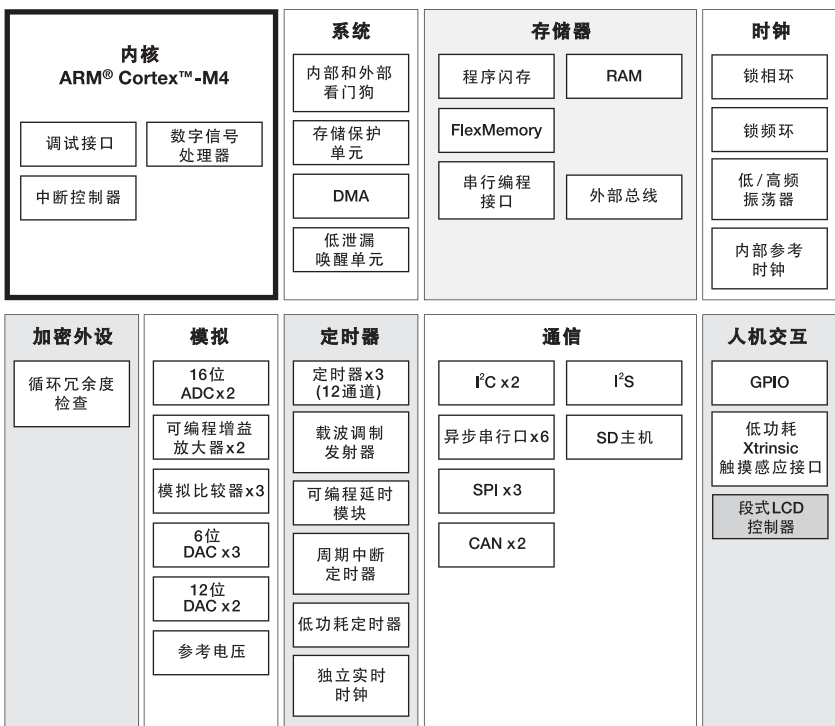 内核
ARM® Cortex™-M4
调试接口
数字信号
处理器
中断控制器
系统
内部和外部
看门狗
存储保护
单元
DMA
低泄漏
唤醒单元
存储器
程序闪存
RAM
FlexMemory
串行编程
接口
外部总线
时钟
锁相环
锁频环
低/高频
振荡器
内部参考
时钟
加密外设
循环冗余度
检查
模拟
16位
ADCx2
可编程增益
放大器x2
模拟比较器x3
6位
DAC x3
12位
DAC x2
参考电压
定时器
定时器x3
(12通道)
载波调制
发射器
可编程延时
模块
周期中断
定时器
低功耗定时器
独立实时
时钟
通信
I²C x2
I²S
异步串行口x6
SD主机
SPI x3
CAN x2
人机交互
GPIO
低功耗
Xtrinsic
触摸感应接口
段式LCD
控制器